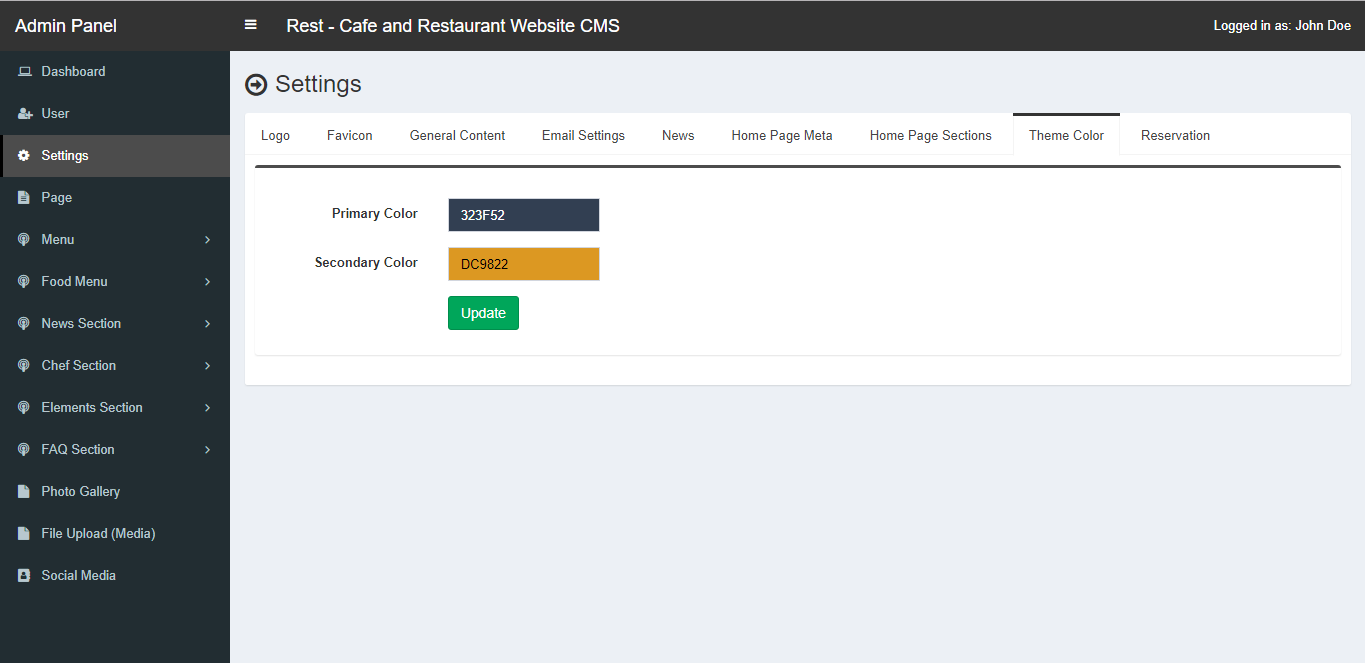 Admin Panel
Rest - Cafe and Restaurant Website CMS
Logged in as: John Doe
Dashboard
User
Settings
Page
Menu
Food Menu
News Section
Chef Section
Elements Section
FAQ Section
Photo Gallery
File Upload (Media)
Social Media
Settings
Logo Favicon General Content Email Settings News Home Page Meta Home Page Sections Theme Color Reservation
Primary Color 323F52
Secondary Color DC9822
Update